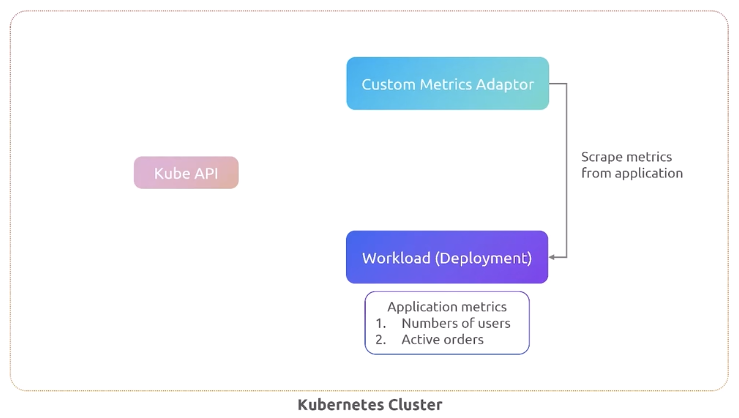 Custom Metrics Adaptor
Scrape metrics
from application
Kube API
Workload (Deployment)
Application metrics
1. Numbers of users
2. Active orders
Kubernetes Cluster